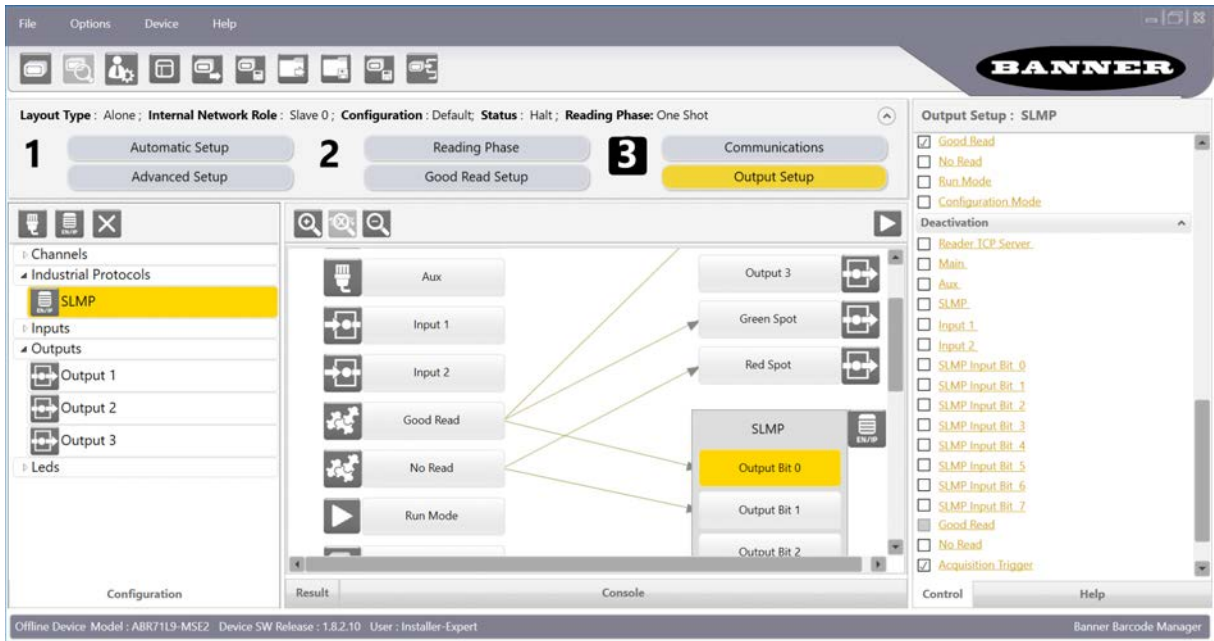 File Options Device Help
BANNER
Layout Type : Alone ; Internal Network Role : Slave 0 ; Configuration : Default; Status : Halt ; Reading Phase: One Shot
1 Automatic Setup 2 Reading Phase 3 Communications
Advanced Setup Good Read Setup Output Setup
Channels
Industrial Protocols
EN/IP SLMP
Inputs
Outputs
Output 1
Output 2
Output 3
Leds
Configuration
Aux
Input 1
Input 2
Good Read
No Read
Run Mode
Output 3
Green Spot
Red Spot
SLMP EN/IP
Output Bit 0
Output Bit 1
Output Bit 2
Result Console
Output Setup : SLMP
Good Read
No Read
Run Mode
Configuration Mode
Deactivation
Reader TCP Server
Main
Aux
SLMP
Input 1
Input 2
SLMP Input Bit 0
SLMP Input Bit 1
SLMP Input Bit 2
SLMP Input Bit 3
SLMP Input Bit 4
SLMP Input Bit 5
SLMP Input Bit 6
SLMP Input Bit 7
Good Read
No Read
Acquisition Trigger
Control Help
Offline Device Model : ABR71L9-MSE2 Device SW Release : 1.8.2.10 User : Installer-Expert Banner Barcode Manager